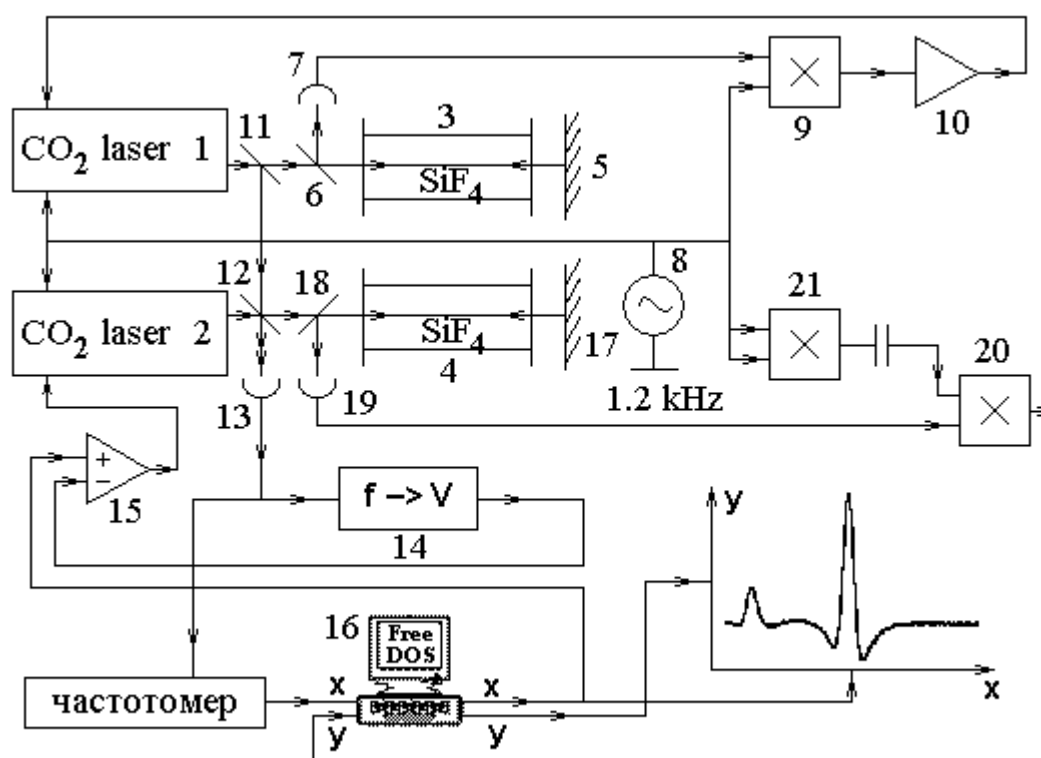 7
9
10
CO2 laser 1
11
6
3
SiF4
5
8
1.2 kHz
CO2 laser 2
12
18
SiF4
4
17
21
20
13
19
+
−
15
f −> V
14
16
Free
DOS
частотомер
x
y
x
y
y
x